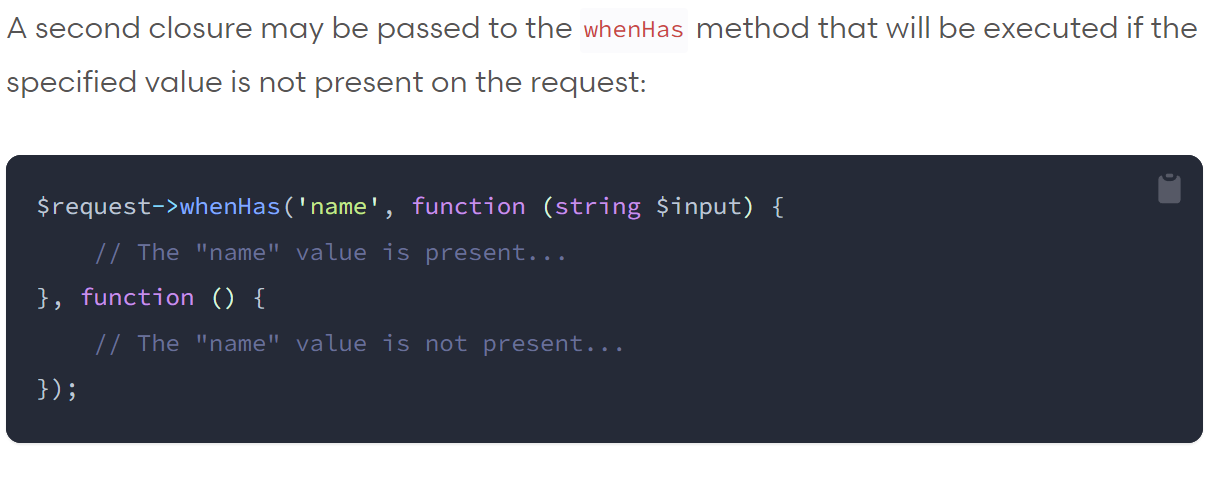 A second closure may be passed to the whenHas method that will be executed if the
specified value is not present on the request:
$request->whenHas('name', function (string $input) {
    // The "name" value is present...
}, function () {
    // The "name" value is not present...
});